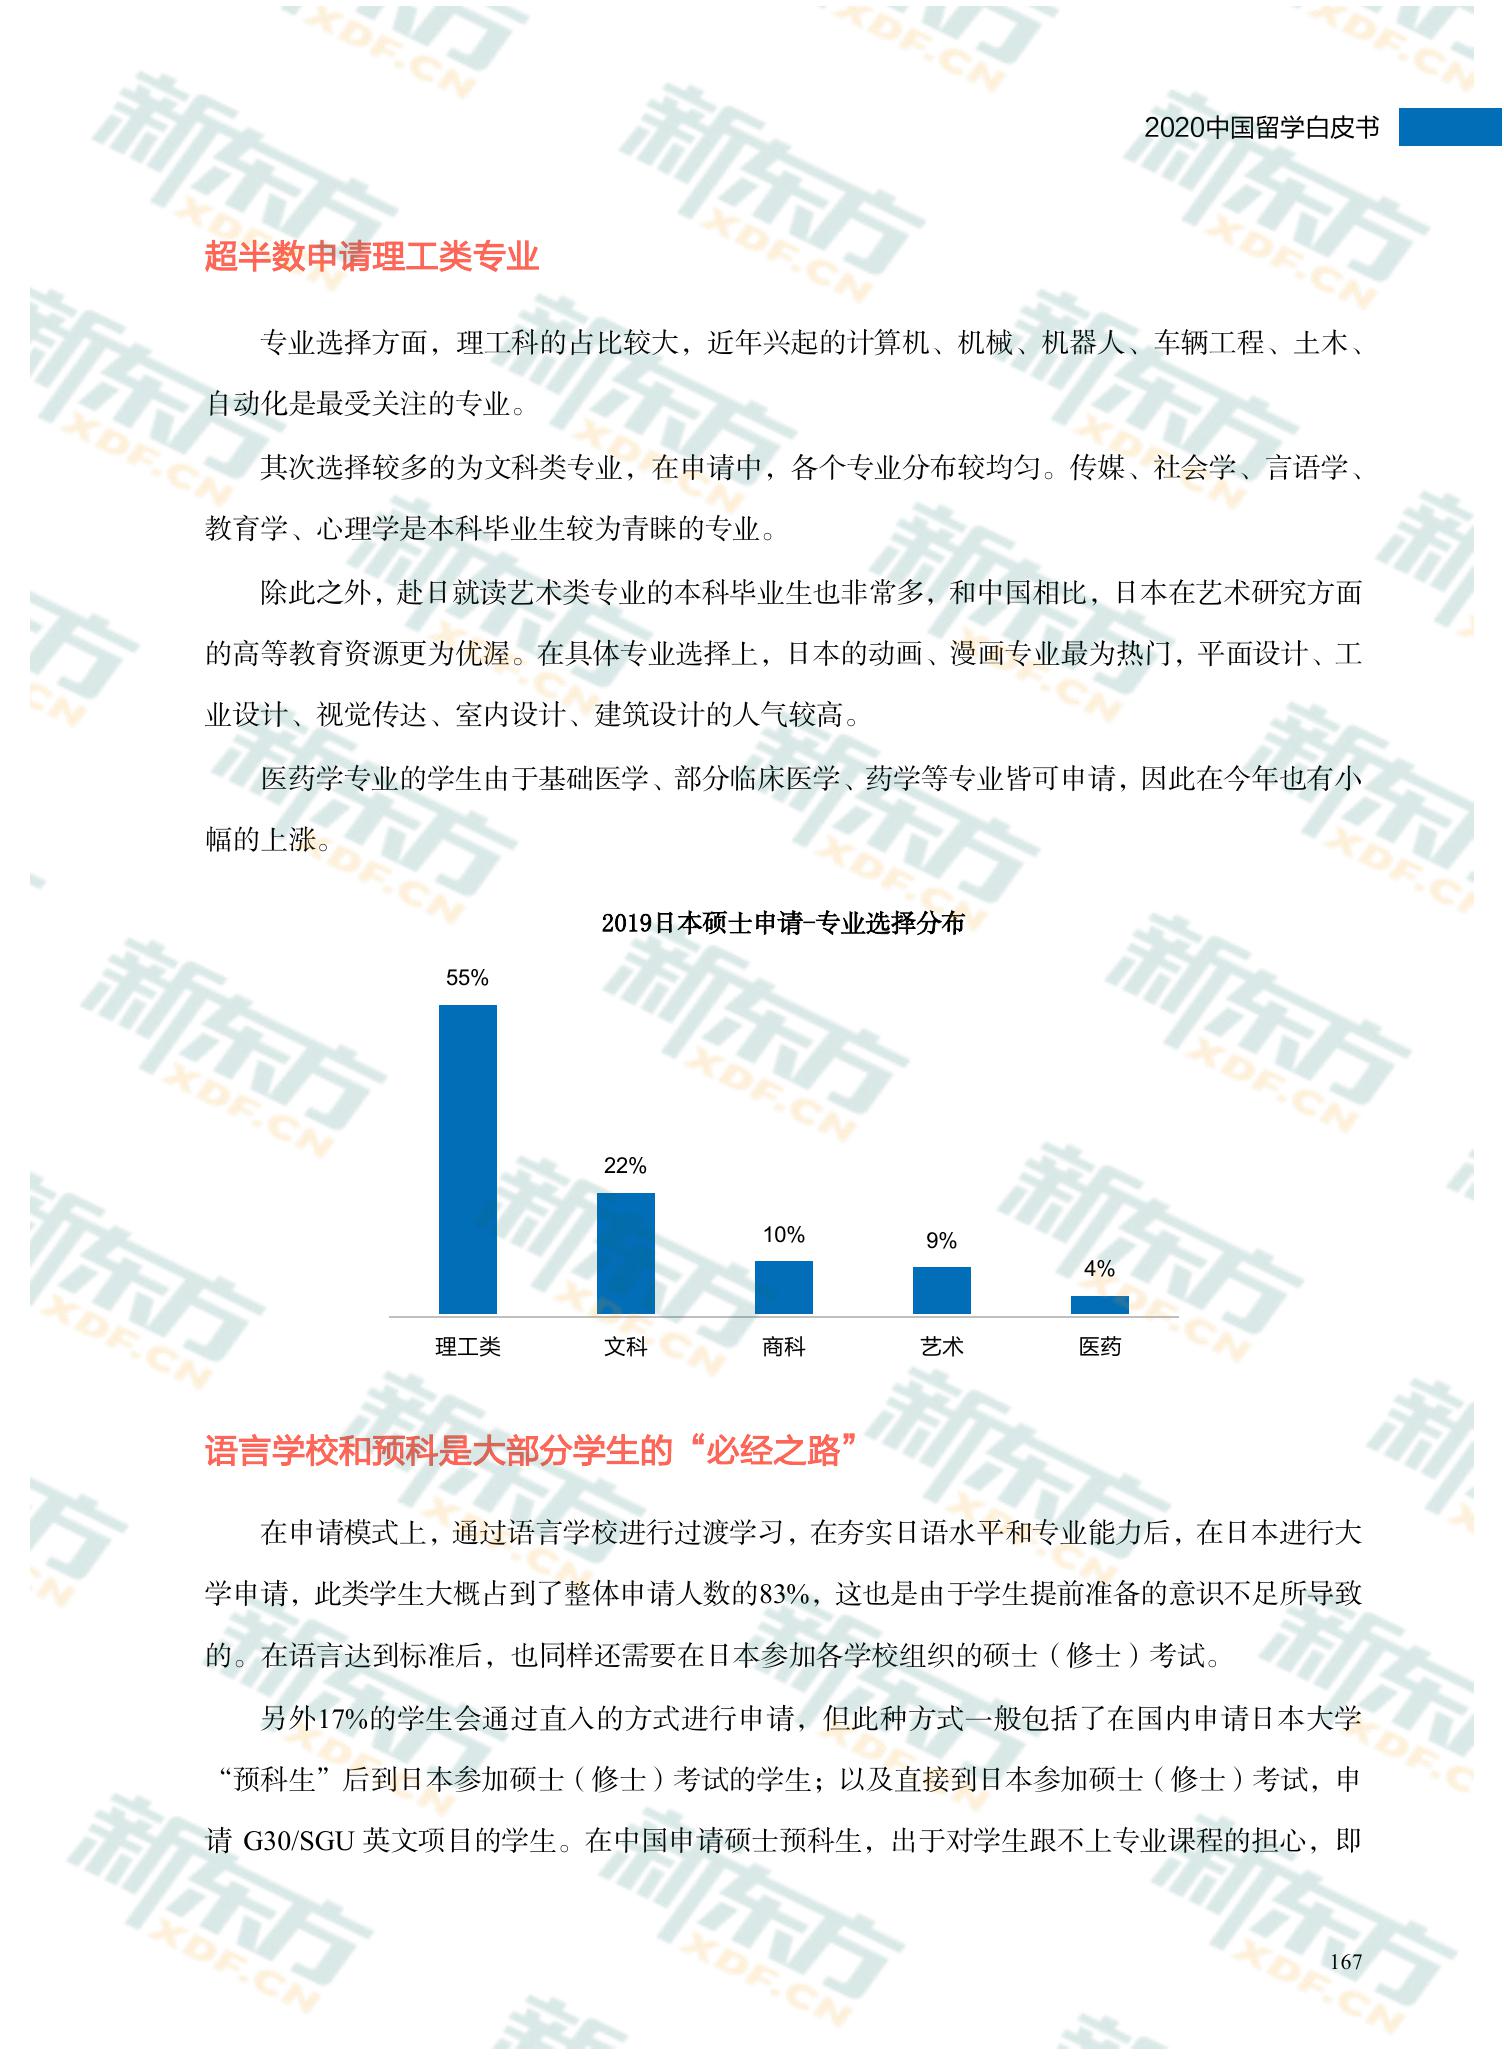 2020中国留学白皮书
超半数申请理工类专业
专业选择方面，理工科的占比较大，近年兴起的计算机、机械、机器人、车辆工程、土木、
自动化是最受关注的专业。
其次选择较多的为文科类专业，在申请中，各个专业分布较均匀。传媒、社会学、言语学、
教育学、心理学是本科毕业生较为青睐的专业。
除此之外，赴日就读艺术类专业的本科毕业生也非常多，和中国相比，日本在艺术研究方面
的高等教育资源更为优渥。在具体专业选择上，日本的动画、漫画专业最为热门，平面设计、工
业设计、视觉传达、室内设计、建筑设计的人气较高。
医药学专业的学生由于基础医学、部分临床医学、药学等专业皆可申请，因此在今年也有小
幅的上涨。
2019日本硕士申请-专业选择分布
55%
22%
10%
9%
4%
理工类
文科
商科
艺术
医药
语言学校和预科是大部分学生的“必经之路”
在申请模式上，通过语言学校进行过渡学习，在夯实日语水平和专业能力后，在日本进行大
学申请，此类学生大概占到了整体申请人数的83%，这也是由于学生提前准备的意识不足所导致
的。在语言达到标准后，也同样还需要在日本参加各学校组织的硕士（修士）考试。
另外17%的学生会通过直入的方式进行申请，但此种方式一般包括了在国内申请日本大学
“预科生”后到日本参加硕士（修士）考试的学生；以及直接到日本参加硕士（修士）考试，申
请 G30/SGU 英文项目的学生。在中国申请硕士预科生，出于对学生跟不上专业课程的担心，即
167
新东方
XDF.CN